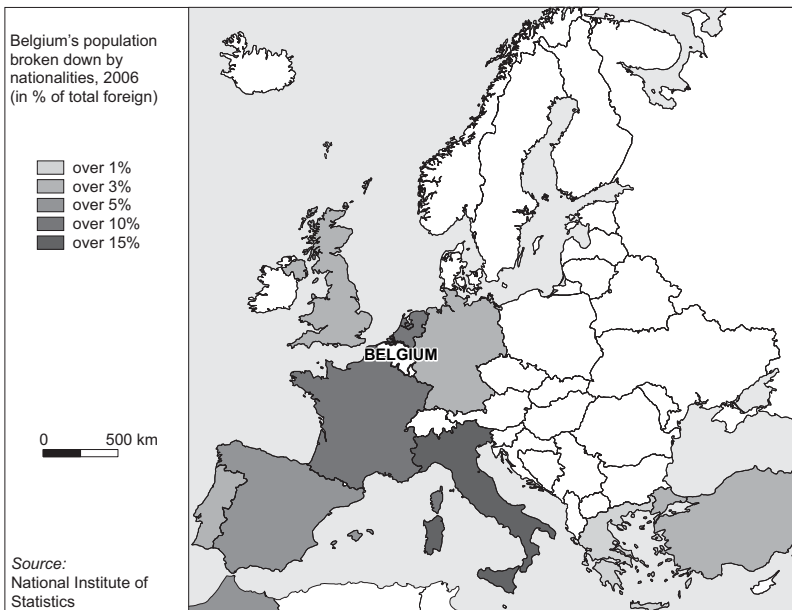 Belgium's population
broken down by
nationalities, 2006
(in % of total foreign)
over 1%
over 3%
over 5%
over 10%
over 15%
BELGIUM
0 500 km
Source:
National Institute of
Statistics